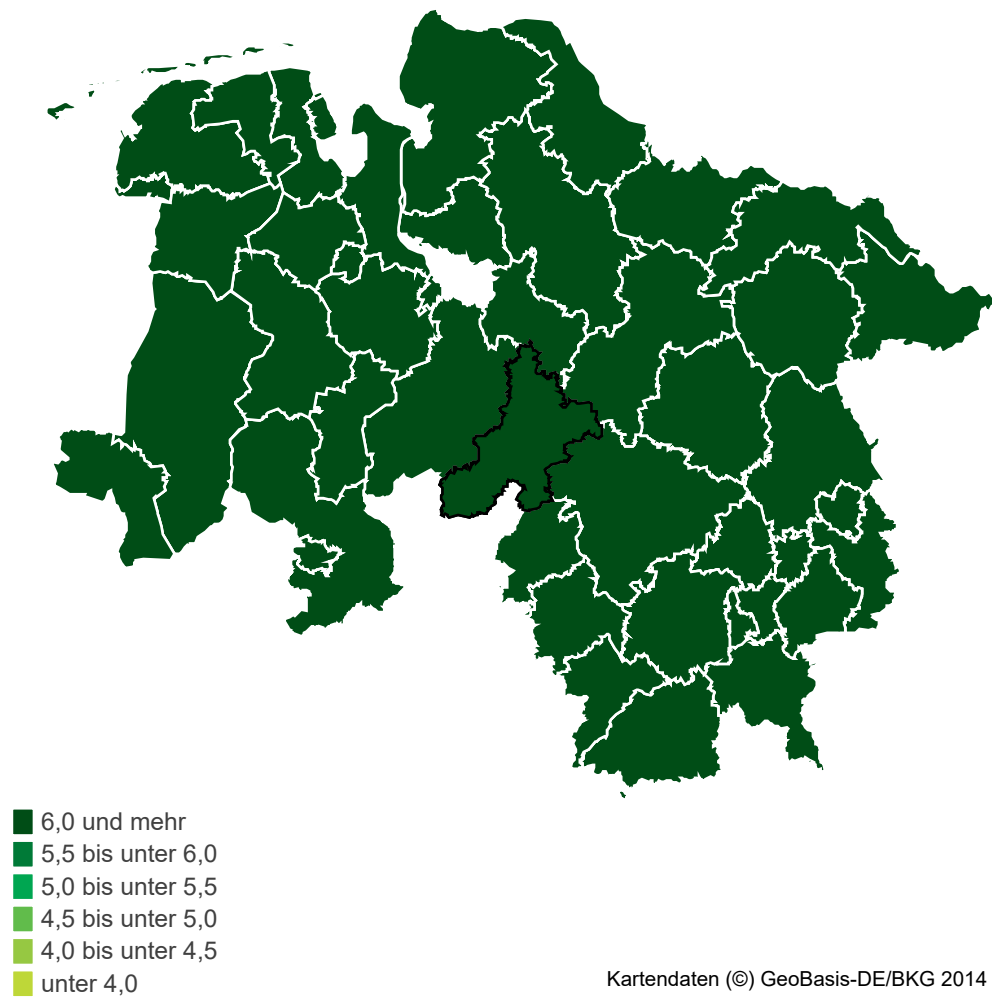 6,0 und mehr
5,5 bis unter 6,0
5,0 bis unter 5,5
4,5 bis unter 5,0
4,0 bis unter 4,5
unter 4,0
Kartendaten (©) GeoBasis-DE/BKG 2014